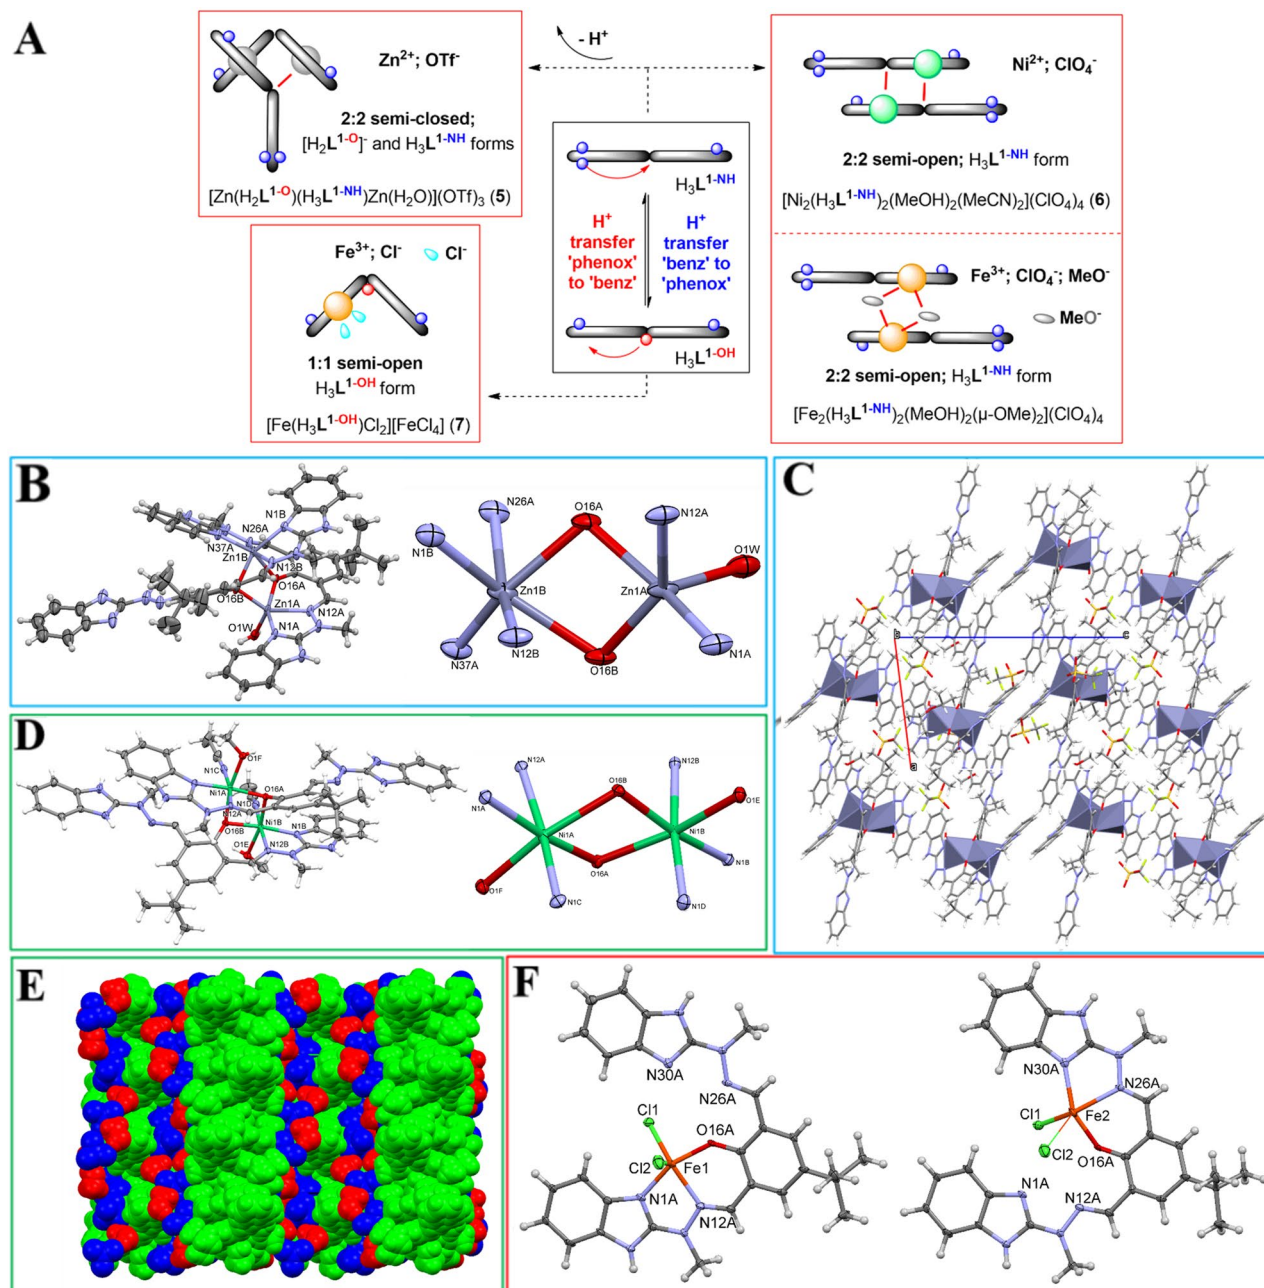 A
Zn²⁺; OTf⁻
2:2 semi-closed;
[H₂L¹⁻ᴼ]⁻ and H₃L¹⁻ᴺᴴ forms
[Zn(H₂L¹⁻ᴼ)(H₃L¹⁻ᴺᴴ)Zn(H₂O)](OTf)₃ (5)
Fe³⁺; Cl⁻
Cl⁻
1:1 semi-open
H₃L¹⁻ᴼᴴ form
[Fe(H₃L¹⁻ᴼᴴ)Cl₂][FeCl₄] (7)
- H⁺
H₃L¹⁻ᴺᴴ
H⁺
transfer
'phenox'
to 'benz'
H⁺
transfer
'benz' to
'phenox'
H₃L¹⁻ᴼᴴ
Ni²⁺; ClO₄⁻
2:2 semi-open; H₃L¹⁻ᴺᴴ form
[Ni₂(H₃L¹⁻ᴺᴴ)₂(MeOH)₂(MeCN)₂](ClO₄)₄ (6)
Fe³⁺; ClO₄⁻; MeO⁻
MeO⁻
2:2 semi-open; H₃L¹⁻ᴺᴴ form
[Fe₂(H₃L¹⁻ᴺᴴ)₂(MeOH)₂(μ-OMe)₂](ClO₄)₄
B
N1B
N26A
N37A
Zn1B
N12B
O16A
O16B
Zn1A
N12A
O1W
N1A
N26A
O16A
N12A
N1B
O1W
Zn1B
Zn1A
N37A
N12B
O16B
N1A
C
b
c
a
D
O1F
N1C
Ni1A
O16A
N1D
N12A
O16B
Ni1B
N1B
O1E
N12B
N12A
O16B
N12B
N1A
O1E
Ni1A
Ni1B
O16A
N1B
O1F
N1C
N1D
E
F
N30A
N26A
Cl1
O16A
Cl2
Fe1
N1A
N12A
N30A
N26A
Cl1
Fe2
Cl2
O16A
N1A
N12A